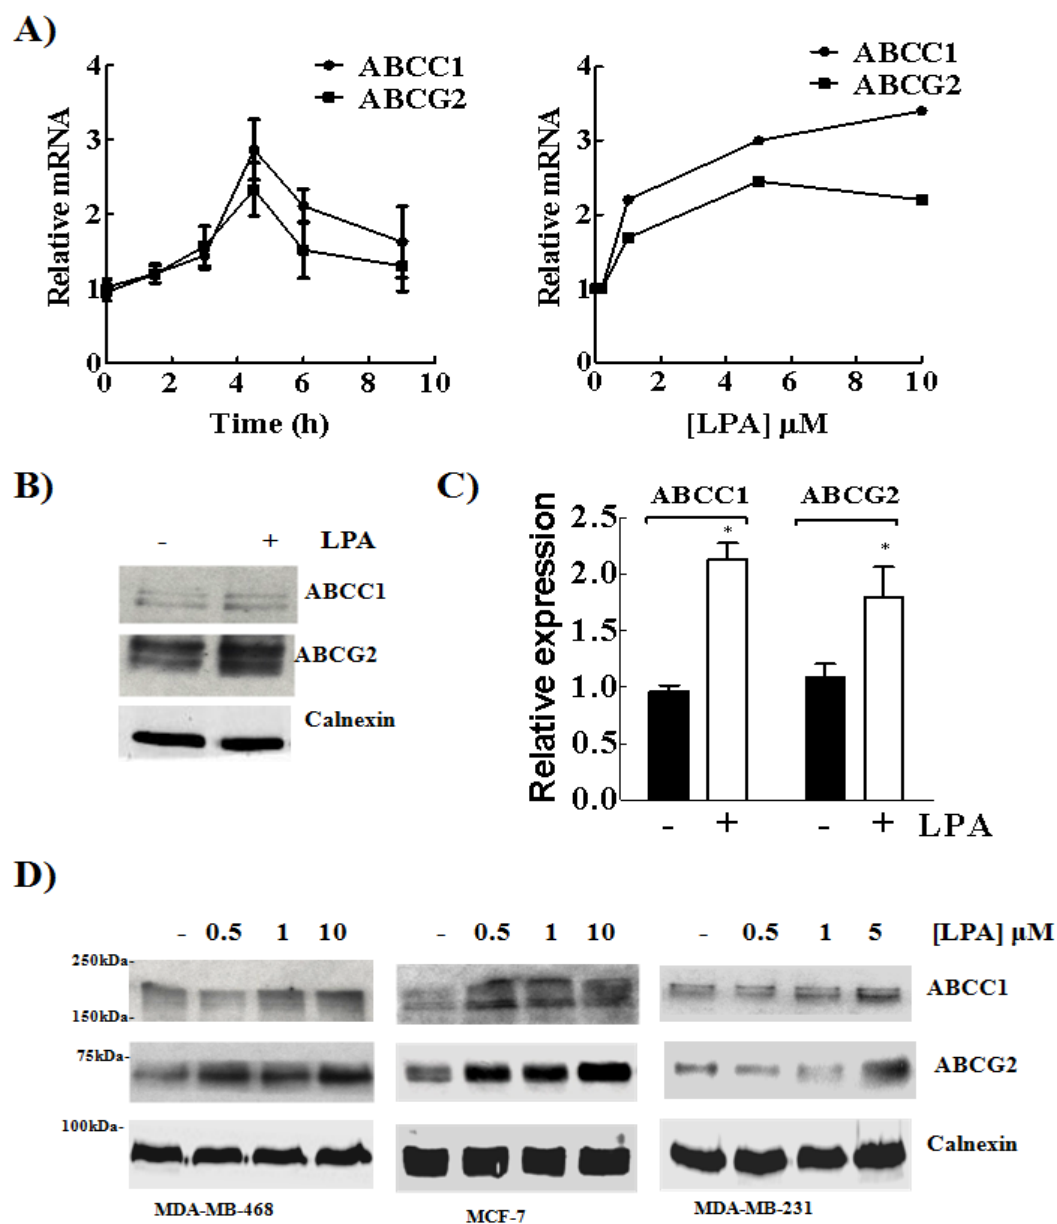 A)
4
3
2
1
0
Relative mRNA
ABCC1
ABCG2
0 2 4 6 8 10
Time (h)
4
3
2
1
0
Relative mRNA
ABCC1
ABCG2
0 2 4 6 8 10
[LPA] µM
B)
- + LPA
ABCC1
ABCG2
Calnexin
C)
ABCC1 ABCG2
2.5
2.0
1.5
1.0
0.5
0.0
Relative expression
* *
- + - + LPA
D)
- 0.5 1 10 - 0.5 1 10 - 0.5 1 5 [LPA] µM
250kDa-
ABCC1
150kDa-
75kDa-
ABCG2
100kDa-
Calnexin
MDA-MB-468 MCF-7 MDA-MB-231